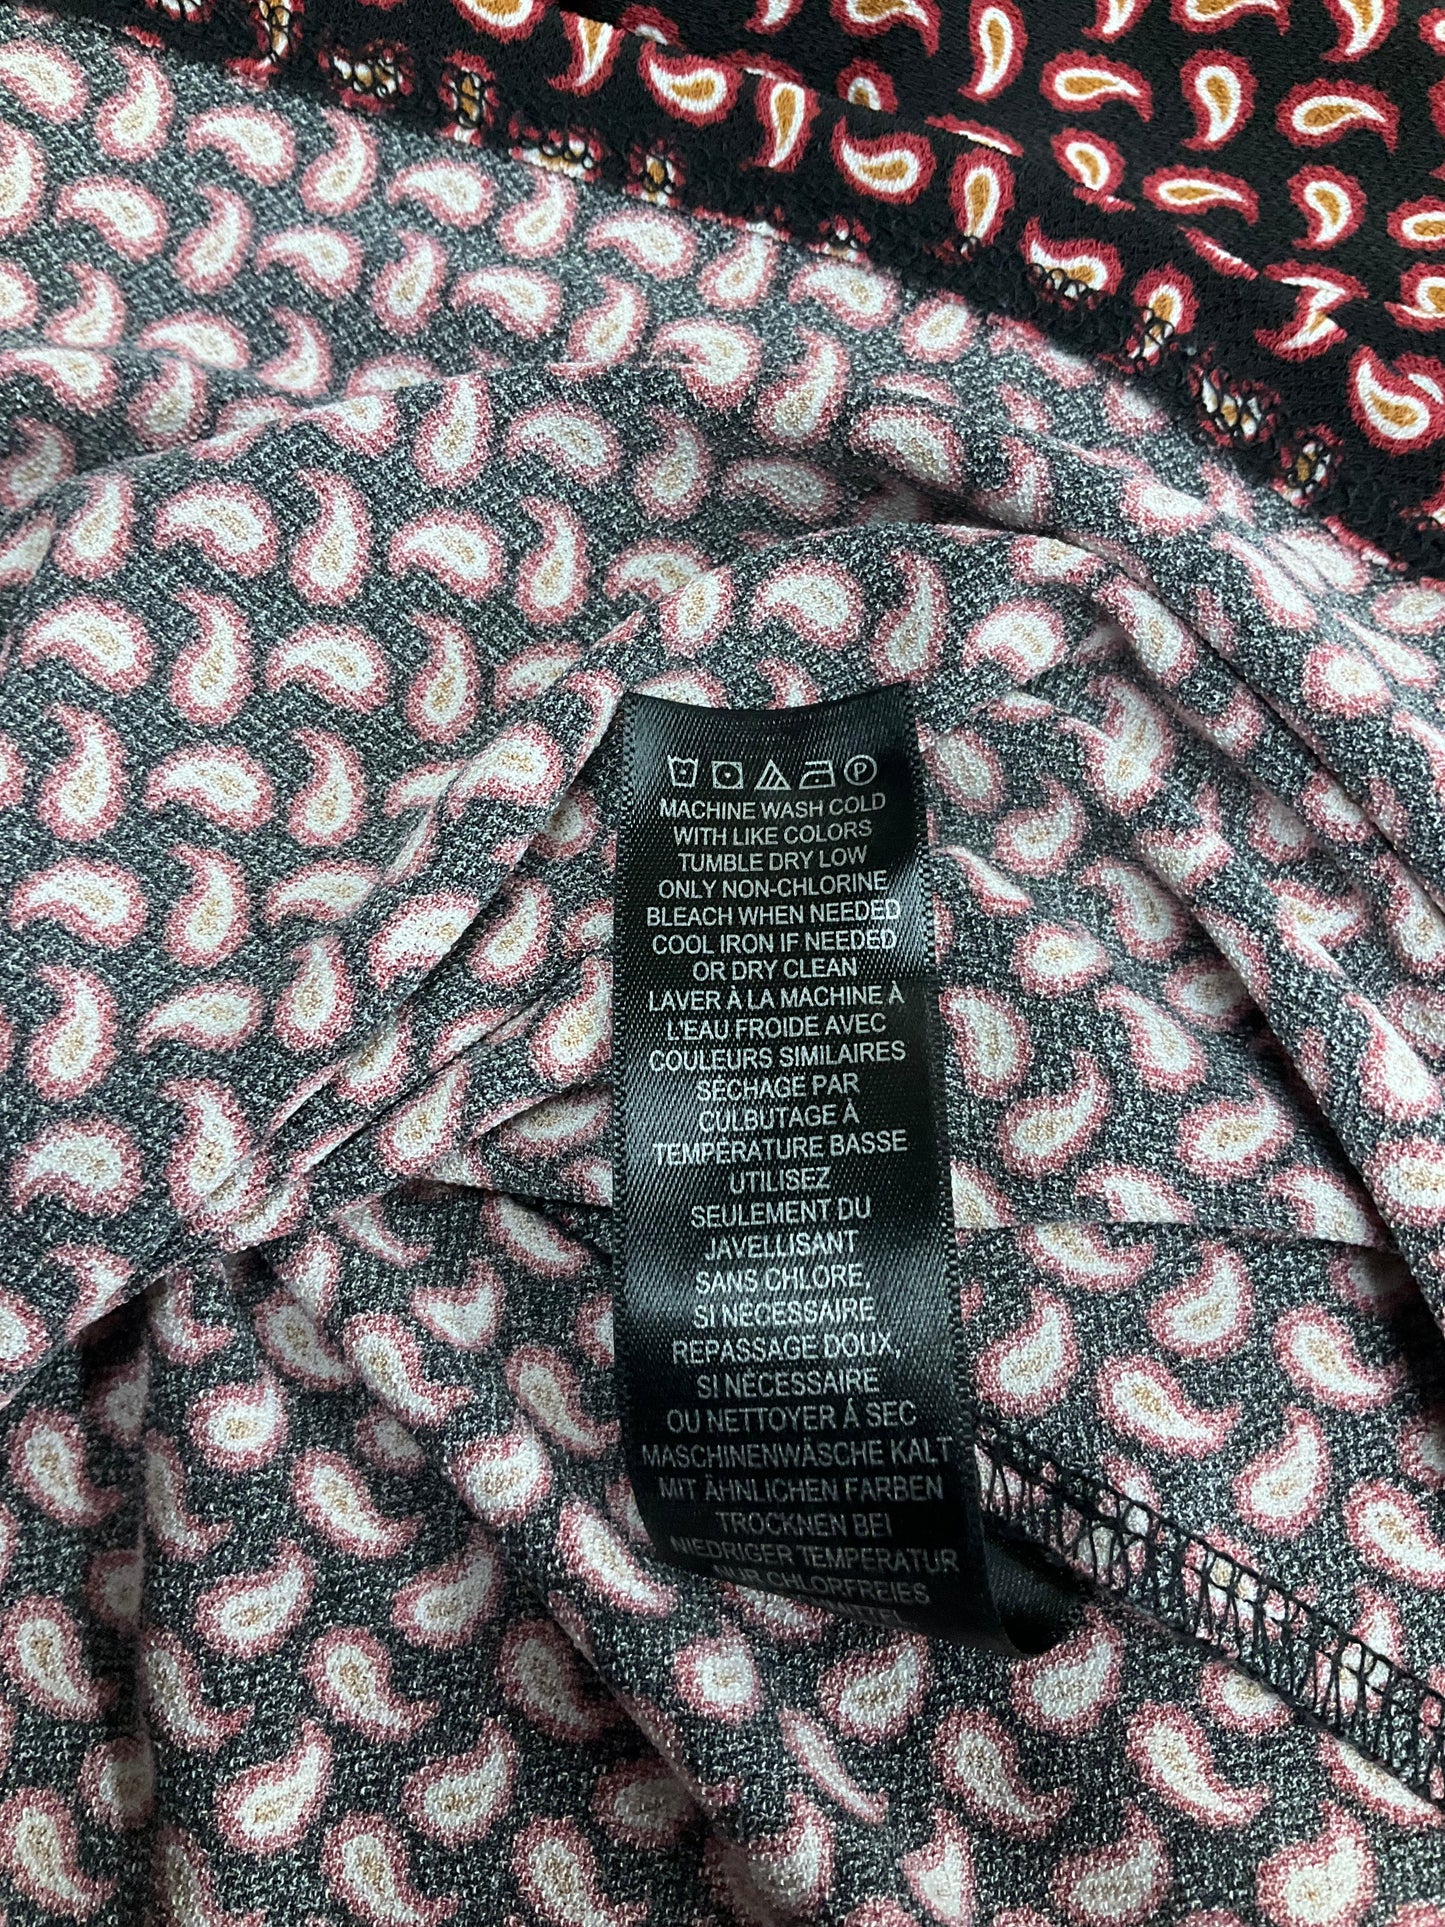 P
MACHINE WASH COLD
WITH LIKE COLORS
TUMBLE DRY LOW
ONLY NON-CHLORINE
BLEACH WHEN NEEDED
COOL IRON IF NEEDED
OR DRY CLEAN
LAVER À LA MACHINE À
L'EAU FROIDE AVEC
COULEURS SIMILAIRES
SÉCHAGE PAR
CULBUTAGE À
TEMPÉRATURE BASSE
UTILISEZ
SEULEMENT DU
JAVELLISANT
SANS CHLORE,
SI NÉCESSAIRE
REPASSAGE DOUX,
SI NÉCESSAIRE
OU NETTOYER À SEC
MASCHINENWÄSCHE KALT
MIT ÄHNLICHEN FARBEN
TROCKNEN BEI
NIEDRIGER TEMPERATUR
NUR CHLORFREIES